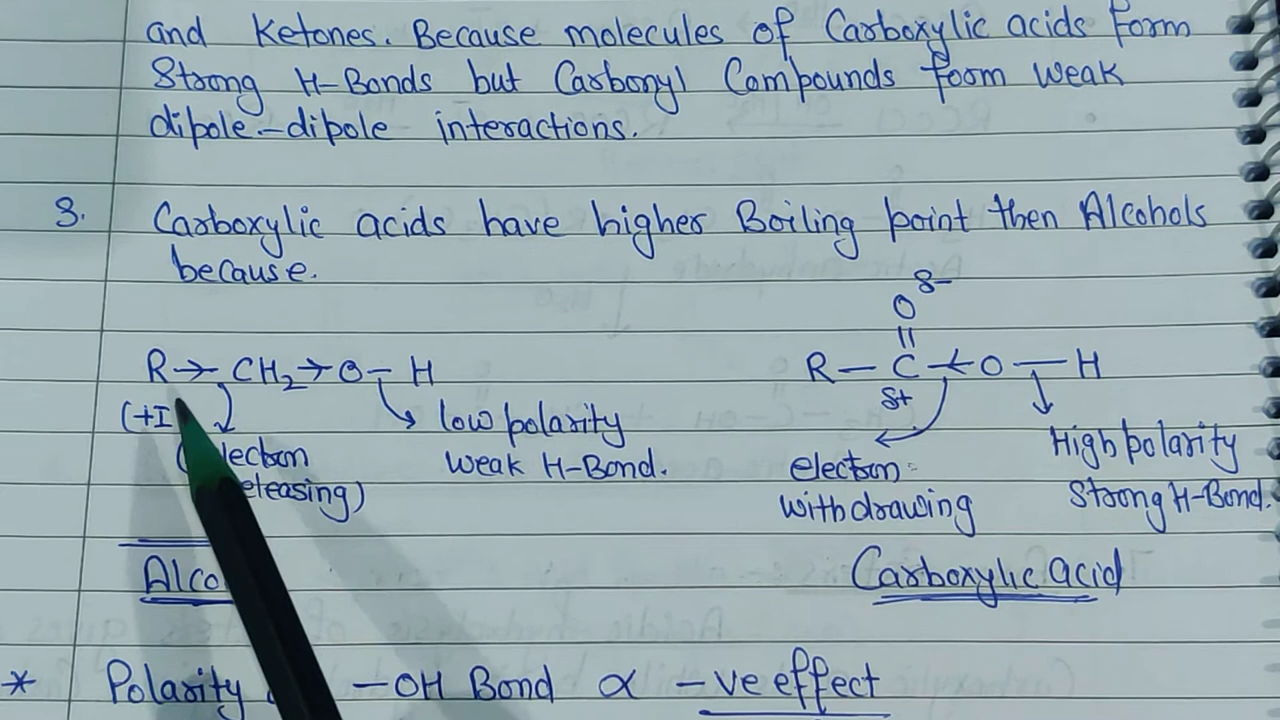 and Ketones. Because molecules of Carboxylic acids form
Strong H-Bonds but Carbonyl Compounds form weak
dipole-dipole interactions.
3. Carboxylic acids have higher Boiling point then Alcohols
because.
δ-
O
||
R → CH₂ → O — H
R — C ← O — H
δ+
(+I
low polarity
weak H-Bond.
electron
withdrawing
High polarity
Strong H-Bond.
lectron
eleasing)
Alco
Carboxylic acid
* Polarity —OH Bond α -ve effect